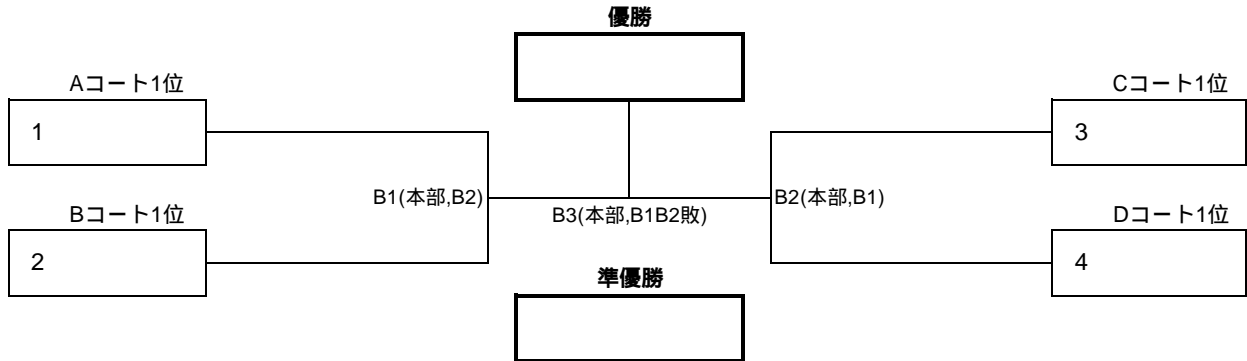 優勝
Aコート1位
Cコート1位
1
3
B1(本部,B2)
B3(本部,B1B2敗)
B2(本部,B1)
Bコート1位
Dコート1位
2
4
準優勝